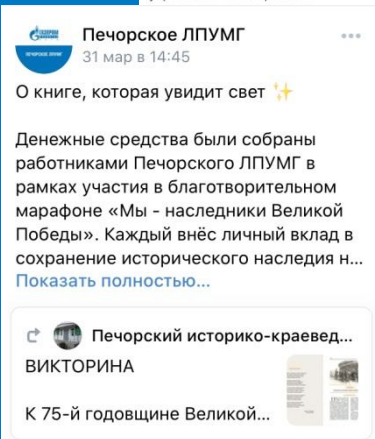 Печорское ЛПУМГ
31 мар в 14:45
О книге, которая увидит свет ✨
Денежные средства были собраны
работниками Печорского ЛПУМГ в
рамках участия в благотворительном
марафоне «Мы - наследники Великой
Победы». Каждый внёс личный вклад в
сохранение исторического наследия н...
Показать полностью...
Печорский историко-краевед...
ВИКТОРИНА
К 75-й годовщине Великой...